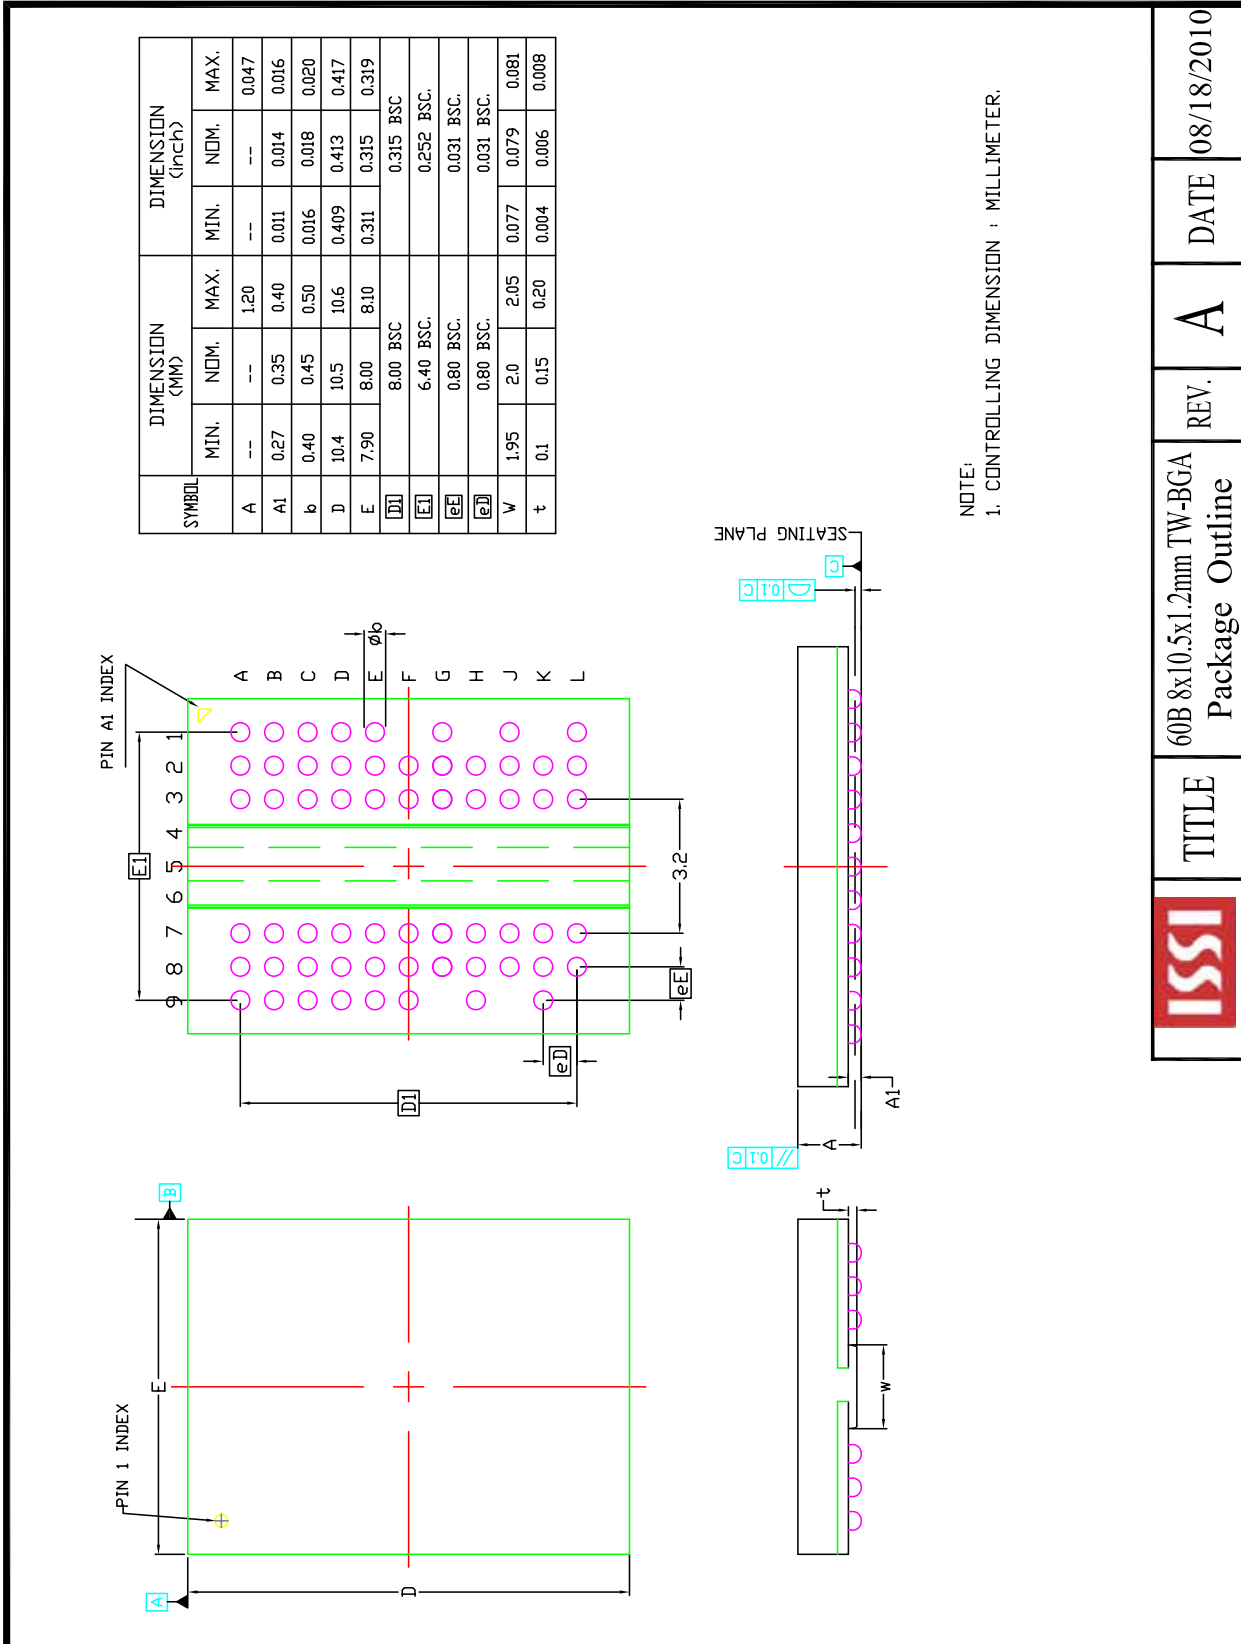 SYMBOL
DIMENSION (MM)
DIMENSION (inch)
MIN. NOM. MAX. MIN. NOM. MAX.
A -- -- 1.20 -- -- 0.047
A1 0.27 0.35 0.40 0.011 0.014 0.016
b 0.40 0.45 0.50 0.016 0.018 0.020
D 10.4 10.5 10.6 0.409 0.413 0.417
E 7.90 8.00 8.10 0.311 0.315 0.319
D1 8.00 BSC 0.315 BSC
E1 6.40 BSC. 0.252 BSC.
eE 0.80 BSC. 0.031 BSC.
eD 0.80 BSC. 0.031 BSC.
W 1.95 2.0 2.05 0.077 0.079 0.081
t 0.1 0.15 0.20 0.004 0.006 0.008
PIN 1 INDEX
E
B
A
D
PIN A1 INDEX
E1
9 8 7 6 5 4 3 2 1
A
B
C
D
E
F
G
H
J
K
L
øb
D1
eD
eE
3.2
t
w
// 0.1 C
A
A1
0.1 C
C
SEATING PLANE
NOTE:
1. CONTROLLING DIMENSION : MILLIMETER.
ISSI
TITLE
60B 8x10.5x1.2mm TW-BGA
Package Outline
REV.
A
DATE
08/18/2010